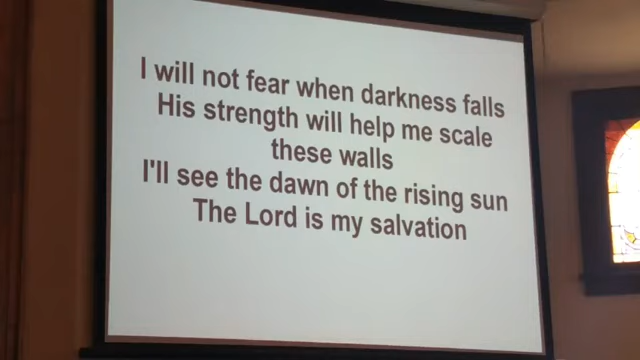 I will not fear when darkness falls
His strength will help me scale
these walls
I'll see the dawn of the rising sun
The Lord is my salvation